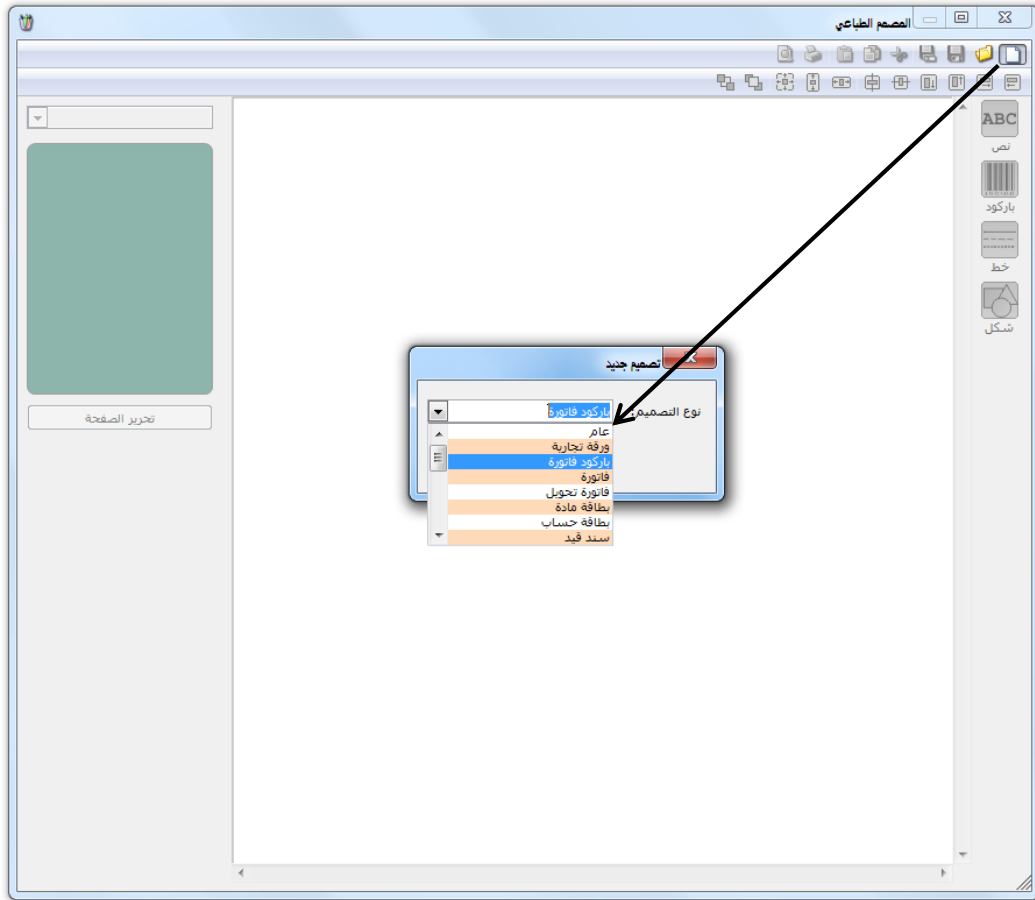 المصمم الطباعي
ABC
نص
باركود
خط
شكل
تحرير الصفحة
تصميم جديد
نوع التصميم:
باركود فاتورة
عام
ورقة تجارية
باركود فاتورة
فاتورة
فاتورة تحويل
بطاقة مادة
بطاقة حساب
سند قيد